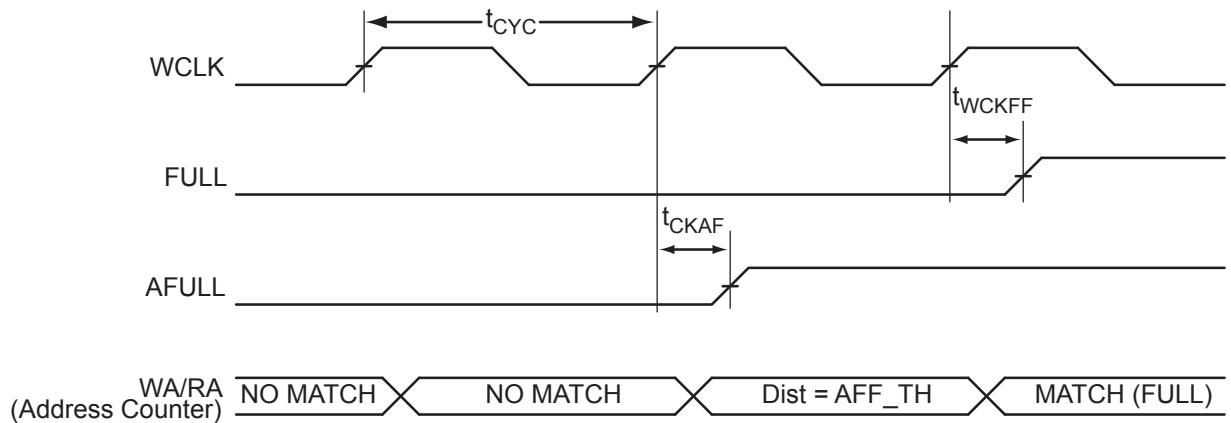 tCYC
WCLK
tWCKFF
FULL
tCKAF
AFULL
WA/RA
(Address Counter)
NO MATCH
NO MATCH
Dist = AFF_TH
MATCH (FULL)